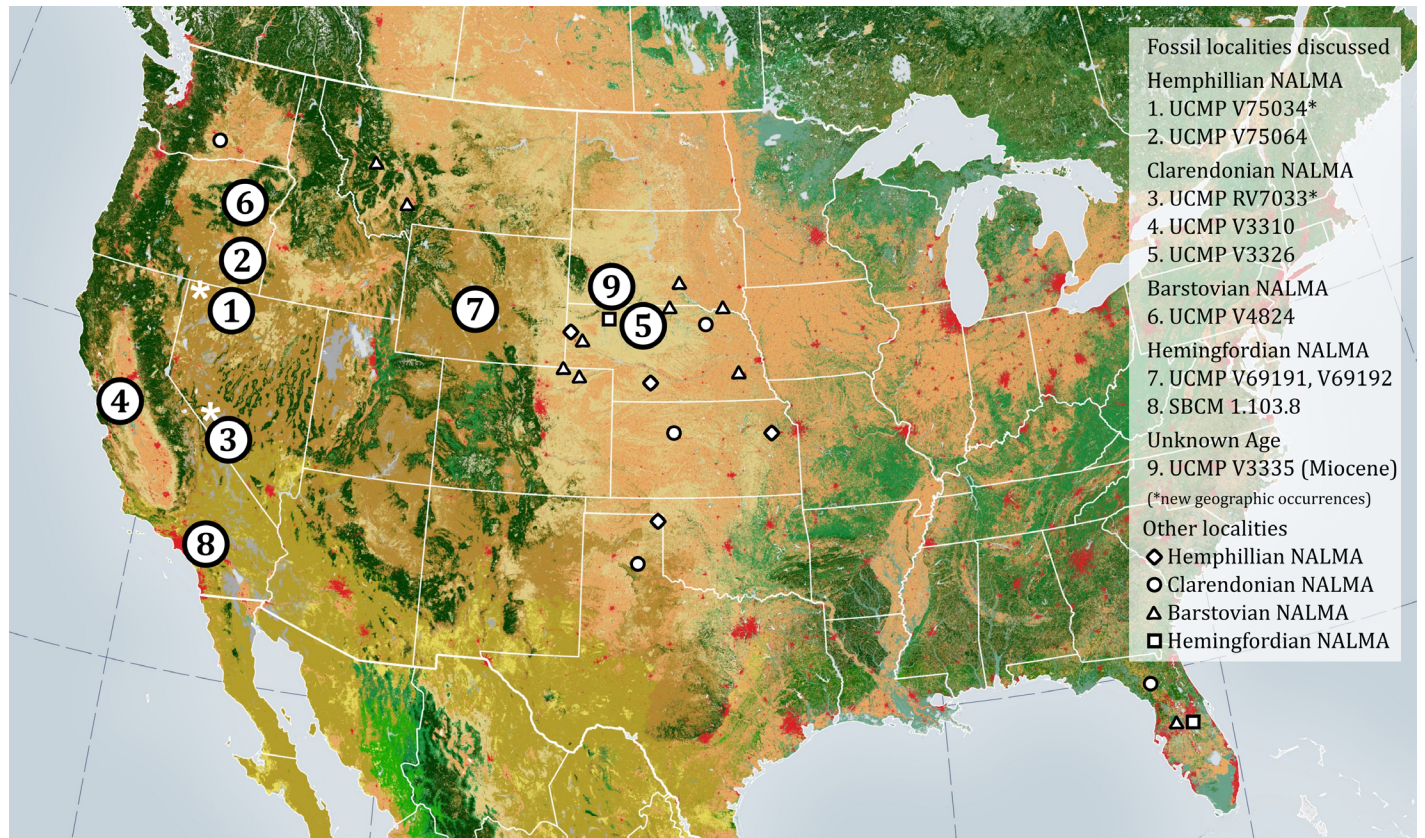 Fossil localities discussed
Hemphillian NALMA
1. UCMP V75034*
2. UCMP V75064
Clarendonian NALMA
3. UCMP RV7033*
4. UCMP V3310
5. UCMP V3326
Barstovian NALMA
6. UCMP V4824
Hemingfordian NALMA
7. UCMP V69191, V69192
8. SBCM 1.103.8
Unknown Age
9. UCMP V3335 (Miocene)
(*new geographic occurrences)
Other localities
Hemphillian NALMA
Clarendonian NALMA
Barstovian NALMA
Hemingfordian NALMA
6
2
*
1
9
7
5
4
*
3
8